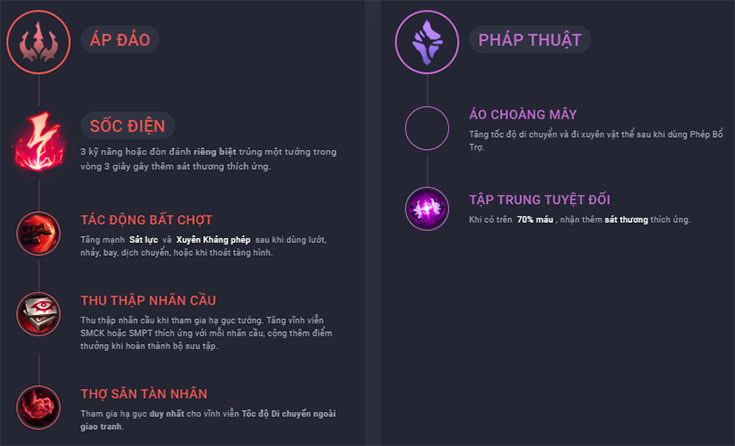 ÁP ĐẢO
SỐC ĐIỆN
3 kỹ năng hoặc đòn đánh riêng biệt trúng một tướng trong
vòng 3 giây gây thêm sát thương thích ứng.
TÁC ĐỘNG BẤT CHỢT
Tăng mạnh Sát lực và Xuyên Kháng phép sau khi dùng lướt,
nhảy, bay, dịch chuyển, hoặc khi thoát tàng hình.
THU THẬP NHÃN CẦU
Thu thập nhãn cầu khi tham gia hạ gục tướng. Tăng vĩnh viễn
SMCK hoặc SMPT thích ứng với mỗi nhãn cầu, cộng thêm điểm
thưởng khi hoàn thành bộ sưu tập.
THỢ SĂN TÀN NHẪN
Tham gia hạ gục duy nhất cho vĩnh viễn Tốc độ Di chuyển ngoài
giao tranh.
PHÁP THUẬT
ÁO CHOÀNG MÂY
Tăng tốc độ di chuyển và đi xuyên vật thể sau khi dùng Phép Bổ
Trợ.
TẬP TRUNG TUYỆT ĐỐI
Khi có trên 70% máu , nhận thêm sát thương thích ứng.